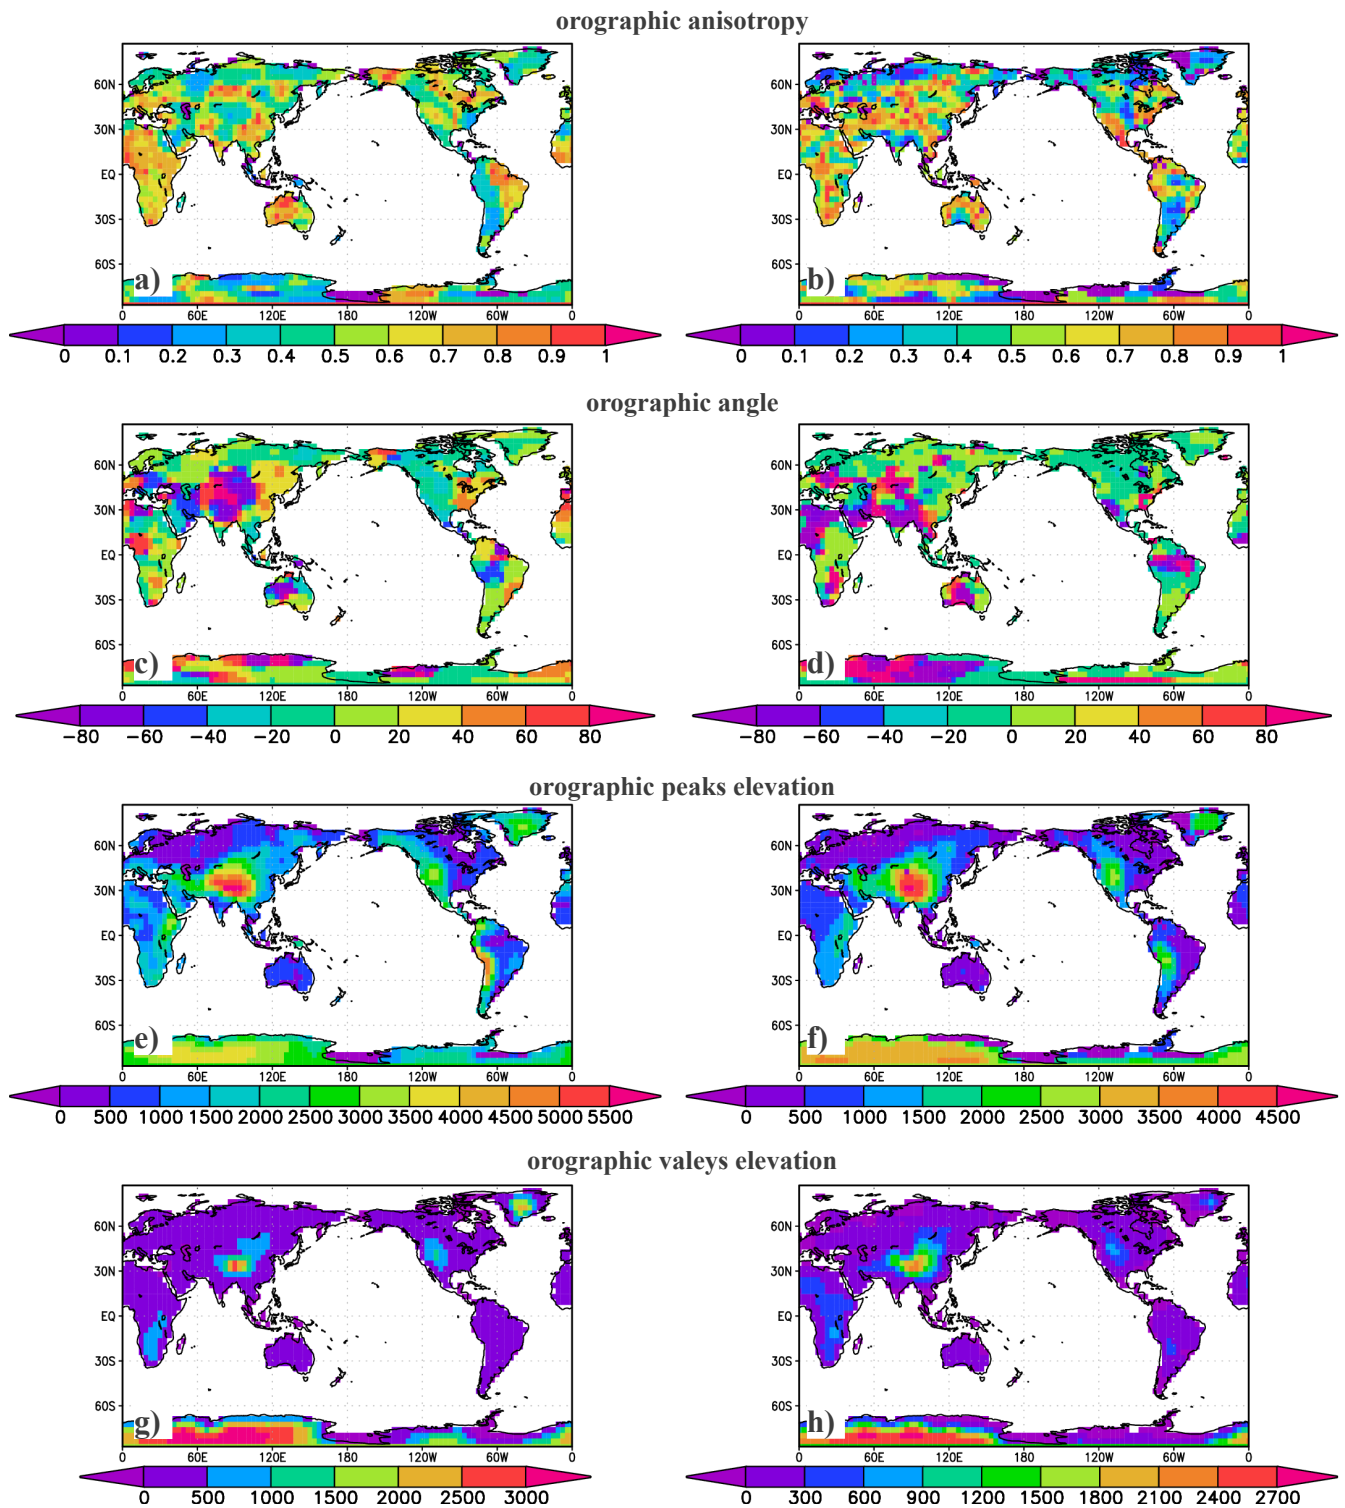 orographic anisotropy
60N
30N
EQ
30S
60S
a)
0 60E 120E 180 120W 60W 0
0 0.1 0.2 0.3 0.4 0.5 0.6 0.7 0.8 0.9 1
60N
30N
EQ
30S
60S
b)
0 60E 120E 180 120W 60W 0
0 0.1 0.2 0.3 0.4 0.5 0.6 0.7 0.8 0.9 1
orographic angle
60N
30N
EQ
30S
60S
c)
0 60E 120E 180 120W 60W 0
−80 −60 −40 −20 0 20 40 60 80
60N
30N
EQ
30S
60S
d)
0 60E 120E 180 120W 60W 0
−80 −60 −40 −20 0 20 40 60 80
orographic peaks elevation
60N
30N
EQ
30S
60S
e)
0 60E 120E 180 120W 60W 0
0 500 1000 1500 2000 2500 3000 3500 4000 4500 5000 5500
60N
30N
EQ
30S
60S
f)
0 60E 120E 180 120W 60W 0
0 500 1000 1500 2000 2500 3000 3500 4000 4500
orographic valeys elevation
60N
30N
EQ
30S
60S
g)
0 60E 120E 180 120W 60W 0
0 500 1000 1500 2000 2500 3000
60N
30N
EQ
30S
60S
h)
0 60E 120E 180 120W 60W 0
0 300 600 900 1200 1500 1800 2100 2400 2700